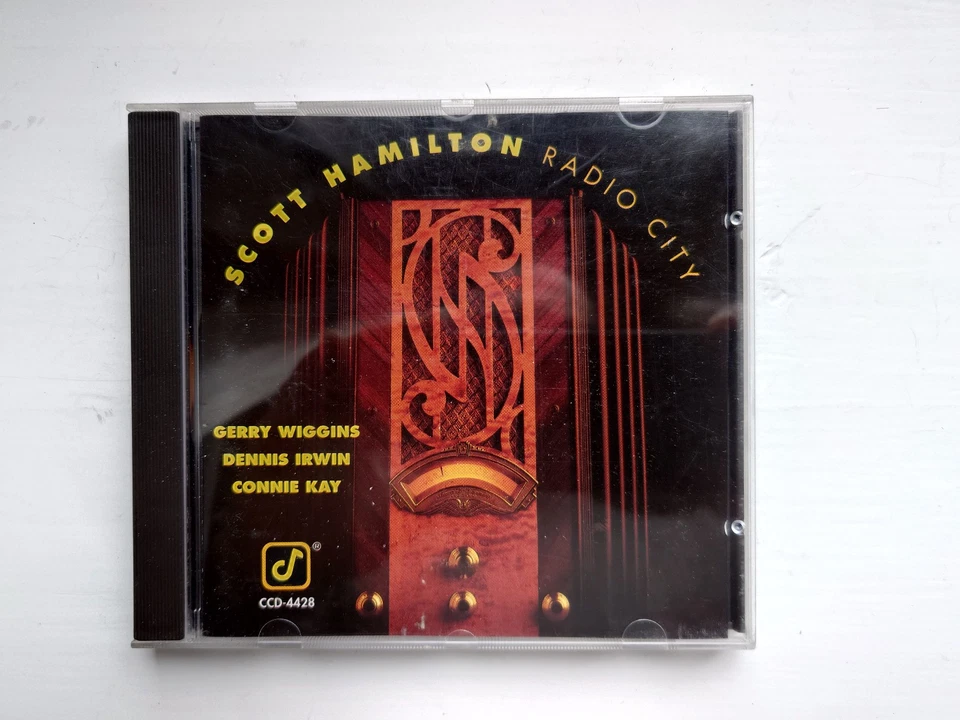 SCOTT HAMILTON RADIO CITY
GERRY WIGGINS
DENNIS IRWIN
CONNIE KAY
®
CCD-4428